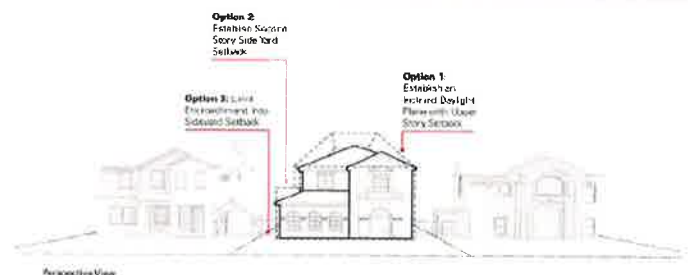 Option 2:
Establish Second
Story Side Yard
Setback
Option 1:
Establish an
Inclined Daylight
Plane with Upper
Story Setback
Option 3: Limit
Encroachment Into
Sideyard Setback
Perspective View